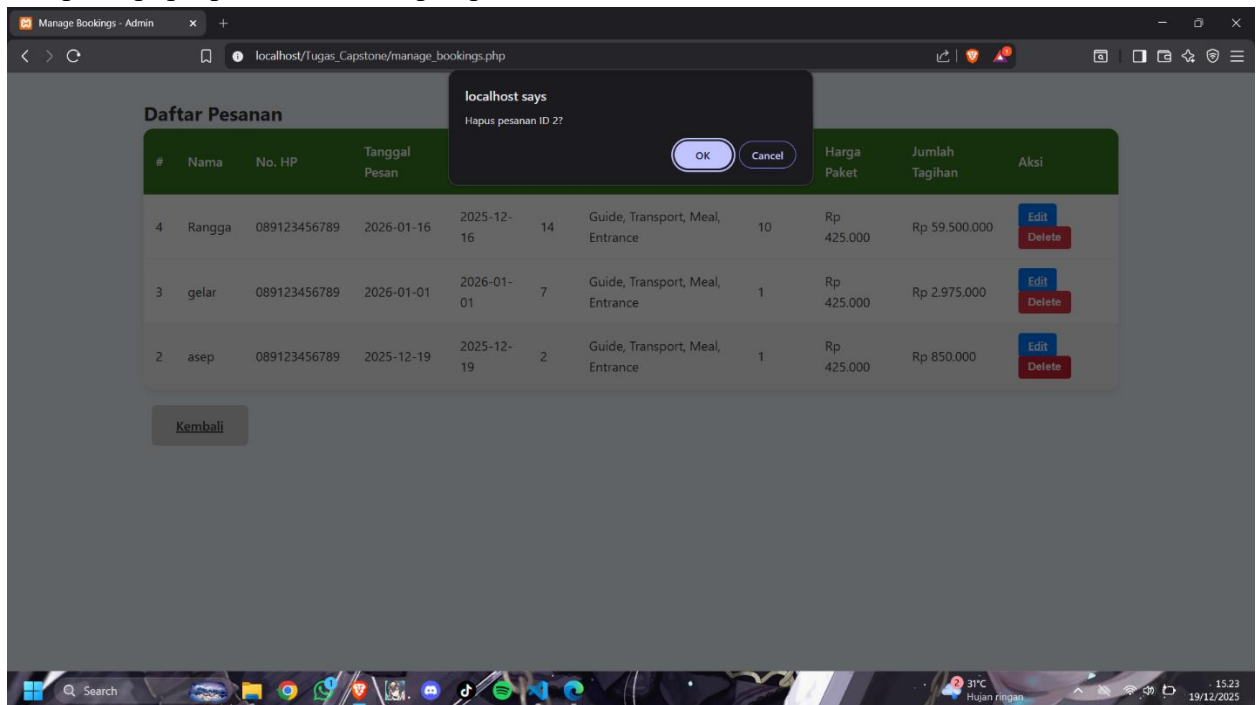 Manage Bookings - Admin
localhost/Tugas_Capstone/manage_bookings.php
localhost says
Hapus pesanan ID 2?
OK
Cancel
Daftar Pesanan
# Nama No. HP Tanggal Pesan Harga Paket Jumlah Tagihan Aksi
4 Rangga 089123456789 2026-01-16 2025-12-16 14 Guide, Transport, Meal, Entrance 10 Rp 425.000 Rp 59.500.000 Edit Delete
3 gelar 089123456789 2026-01-01 2026-01-01 7 Guide, Transport, Meal, Entrance 1 Rp 425.000 Rp 2.975.000 Edit Delete
2 asep 089123456789 2025-12-19 2025-12-19 2 Guide, Transport, Meal, Entrance 1 Rp 425.000 Rp 850.000 Edit Delete
Kembali
Search
2
31°C
Hujan ringan
15.23
19/12/2025